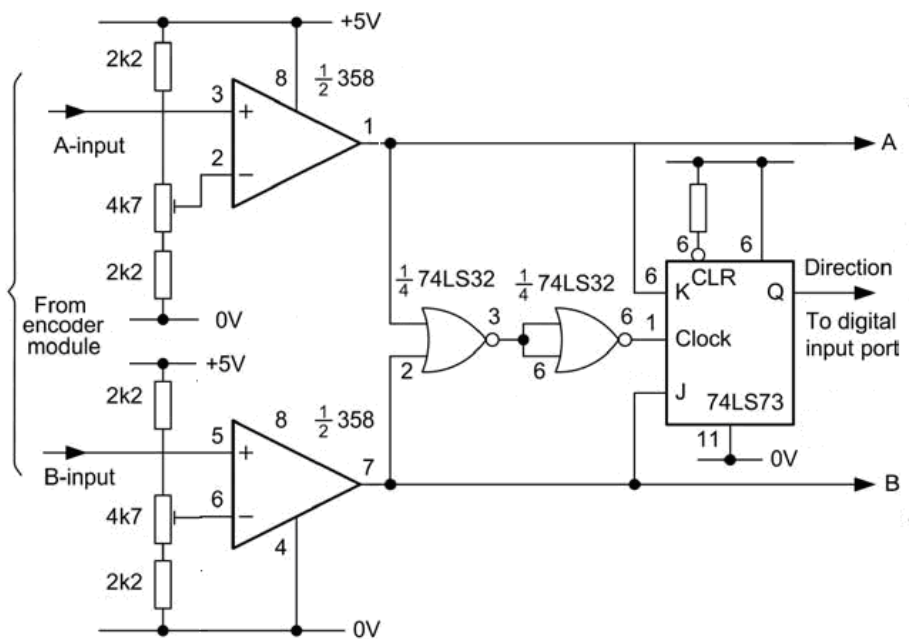 +5V
2k2
8
1/2 358
3
+
1
A
A-input
2
−
4k7
6
6
6
CLR
K
Q
Direction
2k2
1/4 74LS32
1/4 74LS32
3
6
1
Clock
To digital
input port
From
encoder
module
0V
2
6
J
74LS73
+5V
2k2
8
1/2 358
11
0V
5
+
7
B
B-input
6
−
4k7
4
2k2
0V